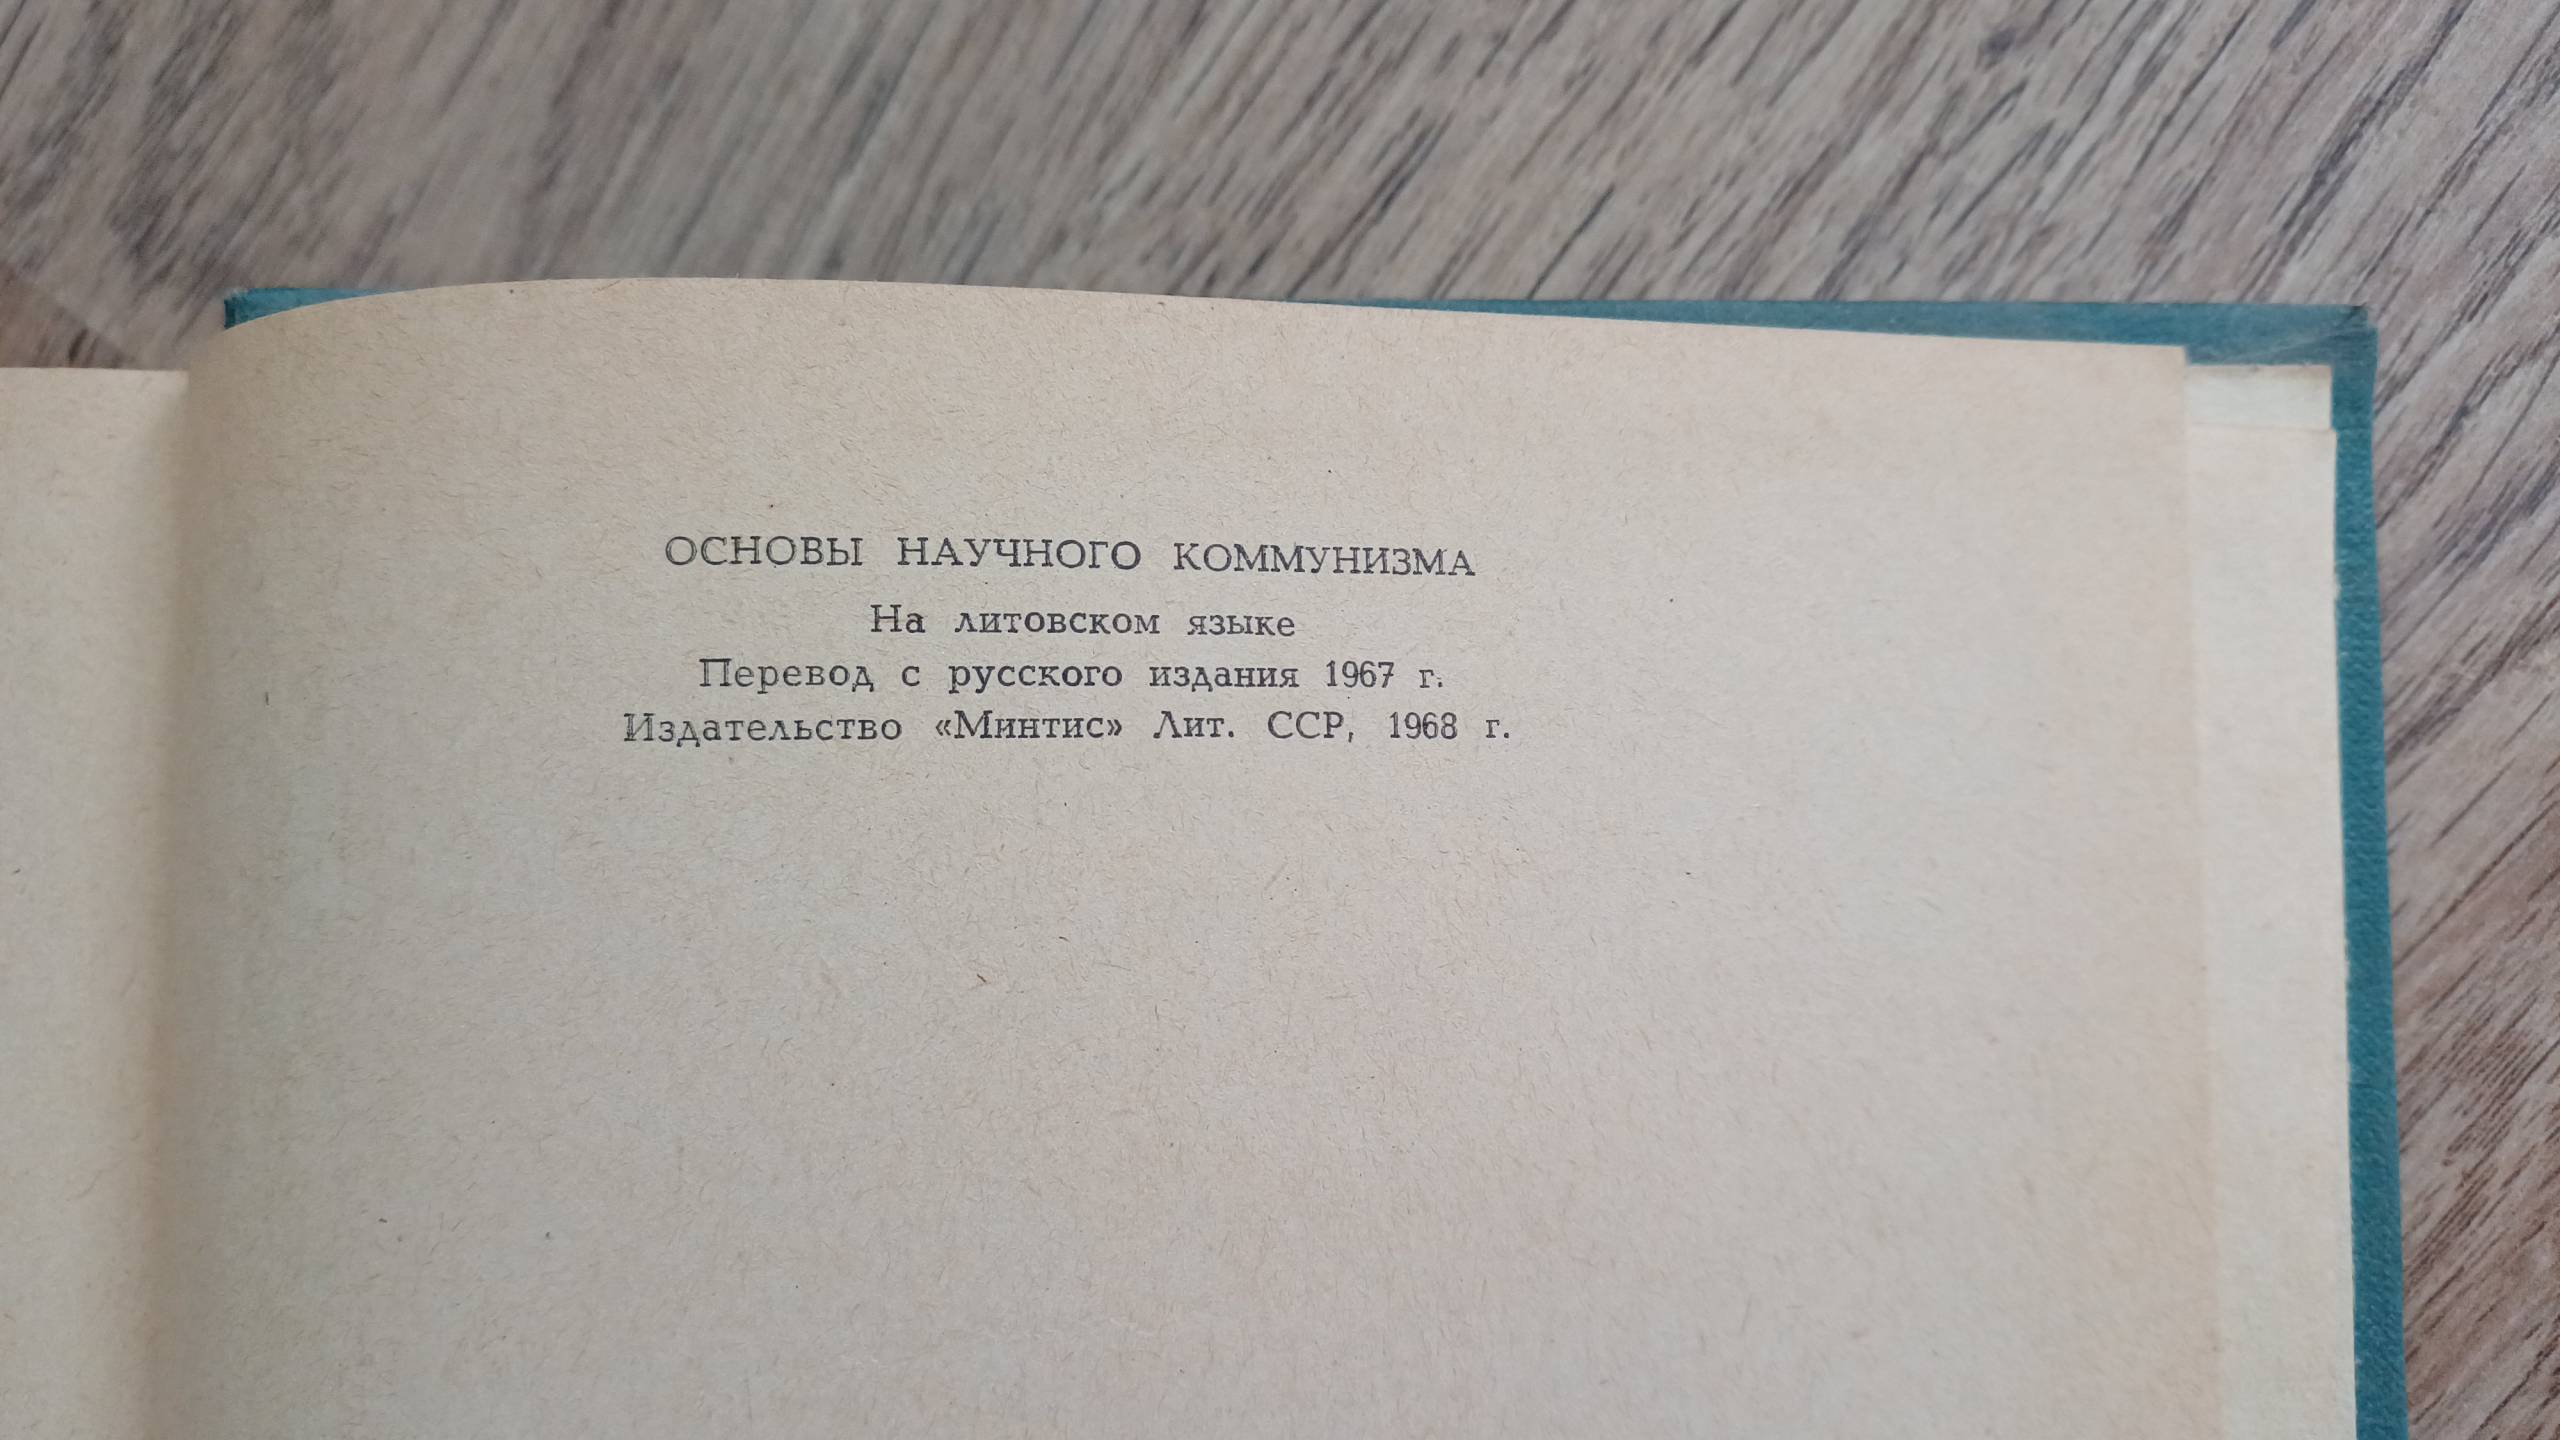 ОСНОВЫ НАУЧНОГО КОММУНИЗМА
На литовском языке
Перевод с русского издания 1967 г.
Издательство «Минтис» Лит. ССР, 1968 г.